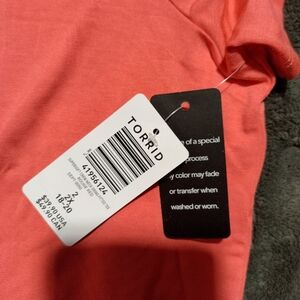 TORRID
41956124
2
2X
18-20
$39.90 USA
$49.90 CAN
of a special
process
color may fade
or transfer when
washed or worn.